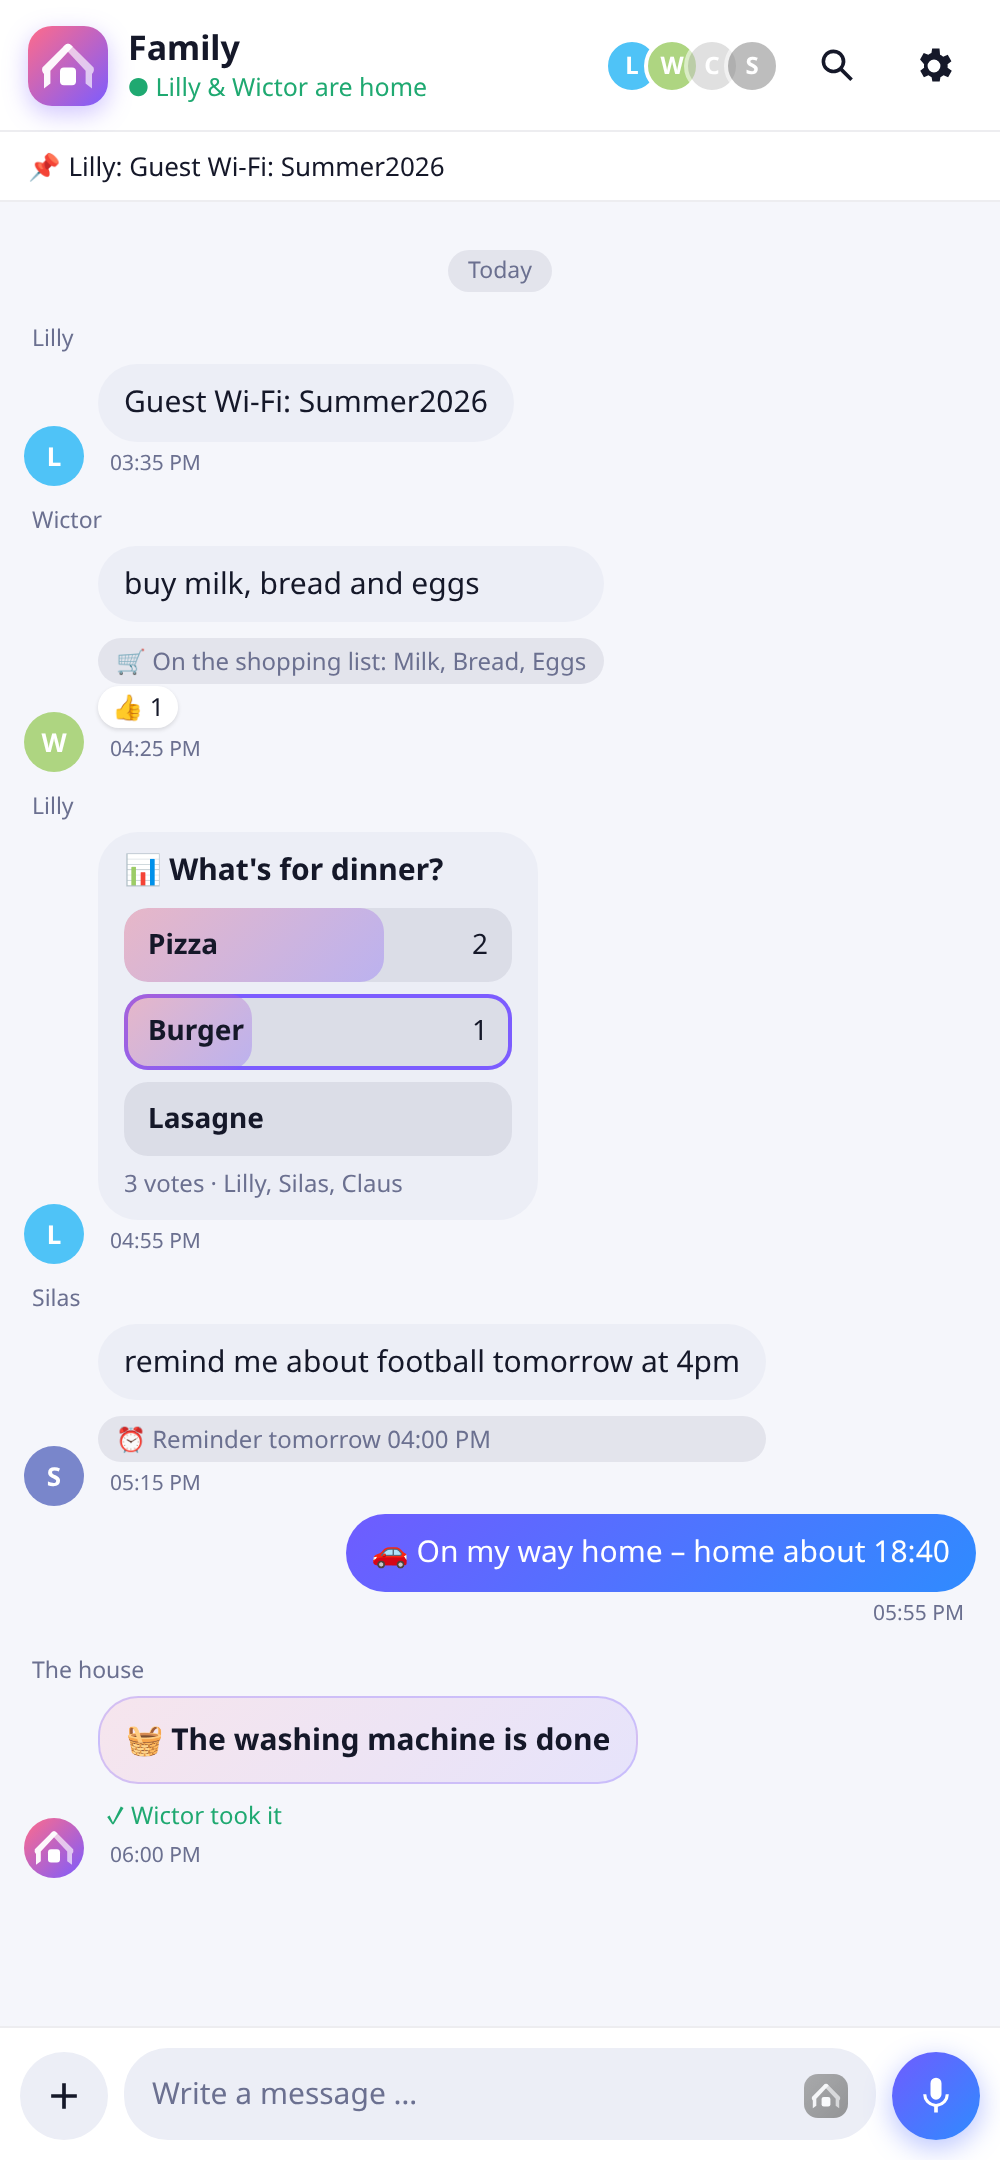 Family
Lilly & Wictor are home
L W C S
📌 Lilly: Guest Wi-Fi: Summer2026
Today
Lilly
Guest Wi-Fi: Summer2026
L
03:35 PM
Wictor
buy milk, bread and eggs
🛒 On the shopping list: Milk, Bread, Eggs
👍 1
W
04:25 PM
Lilly
📊 What's for dinner?
Pizza 2
Burger 1
Lasagne
3 votes · Lilly, Silas, Claus
L
04:55 PM
Silas
remind me about football tomorrow at 4pm
⏰ Reminder tomorrow 04:00 PM
S
05:15 PM
🚗 On my way home – home about 18:40
05:55 PM
The house
🧺 The washing machine is done
✓ Wictor took it
06:00 PM
Write a message ...